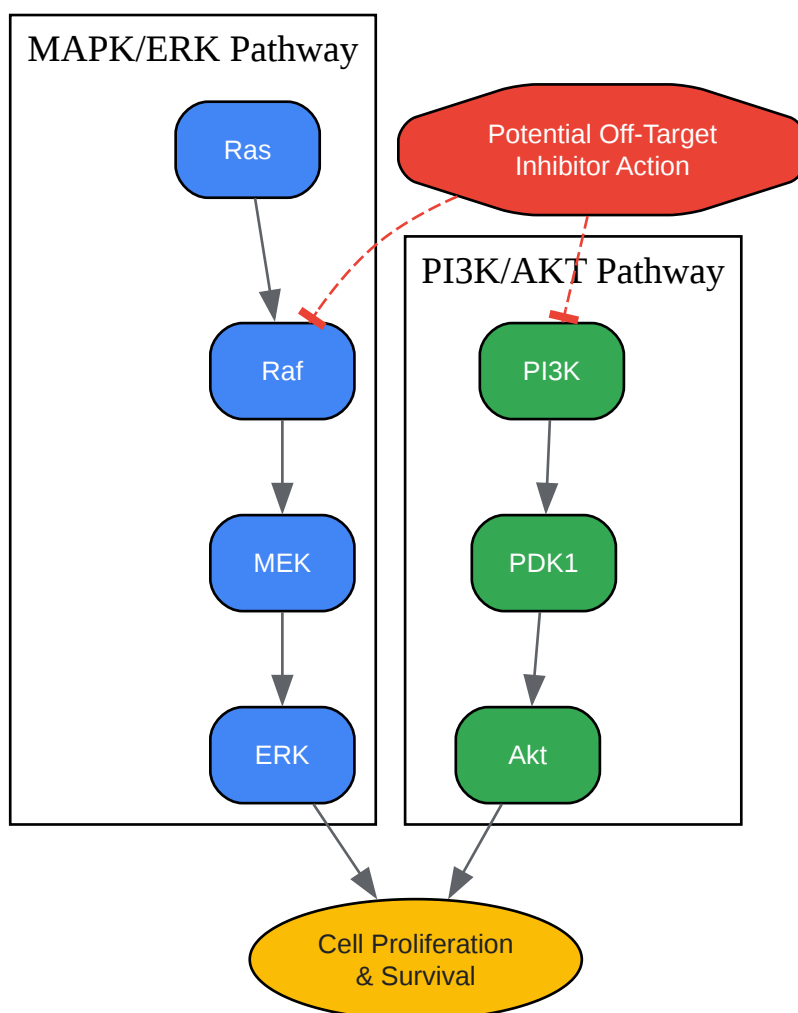 MAPK/ERK Pathway
Ras
Potential Off-Target
Inhibitor Action
PI3K/AKT Pathway
Raf
PI3K
MEK
PDK1
ERK
Akt
Cell Proliferation
& Survival